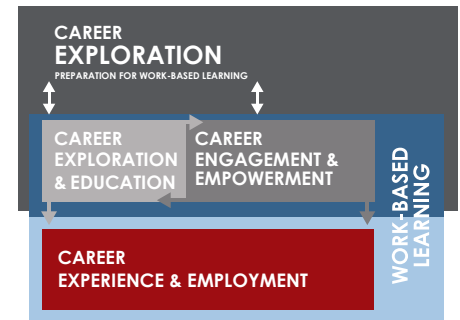 CAREER
EXPLORATION
PREPARATION FOR WORK-BASED LEARNING
CAREER
EXPLORATION
& EDUCATION
CAREER
ENGAGEMENT &
EMPOWERMENT
WORK-BASED
LEARNING
CAREER
EXPERIENCE & EMPLOYMENT